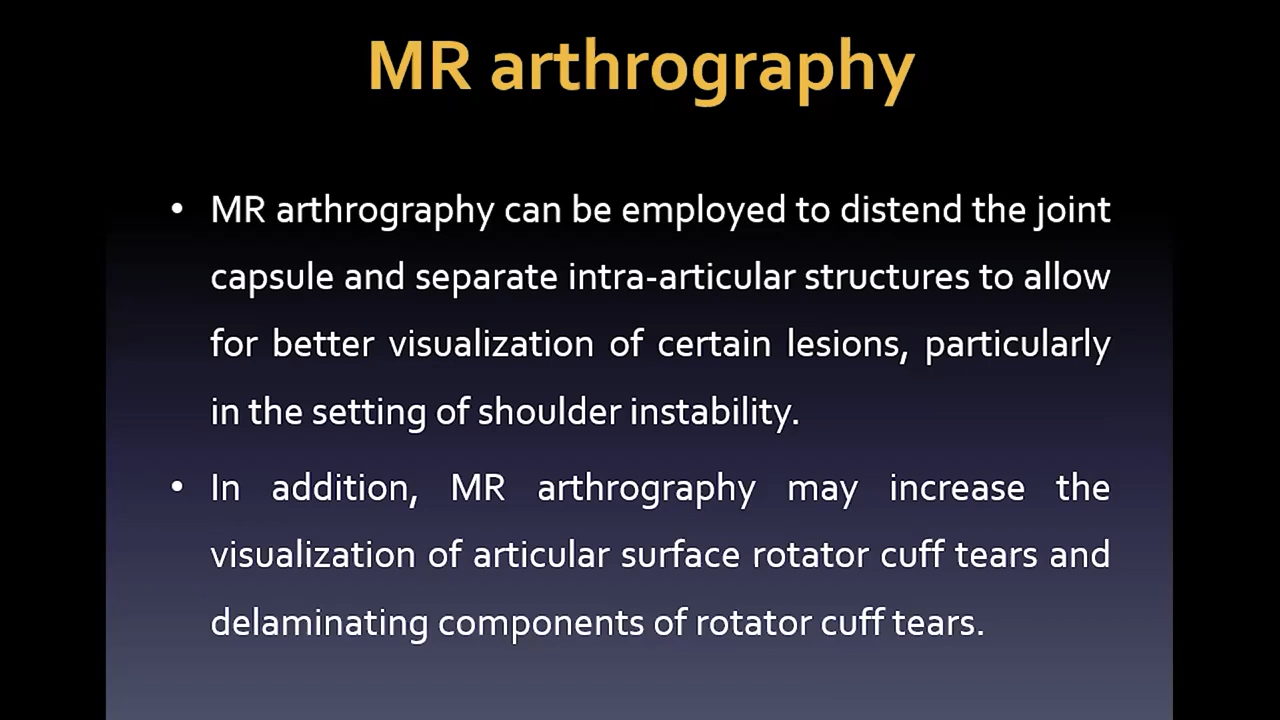 MR arthrography
• MR arthrography can be employed to distend the joint
capsule and separate intra-articular structures to allow
for better visualization of certain lesions, particularly
in the setting of shoulder instability.
• In addition, MR arthrography may increase the
visualization of articular surface rotator cuff tears and
delaminating components of rotator cuff tears.